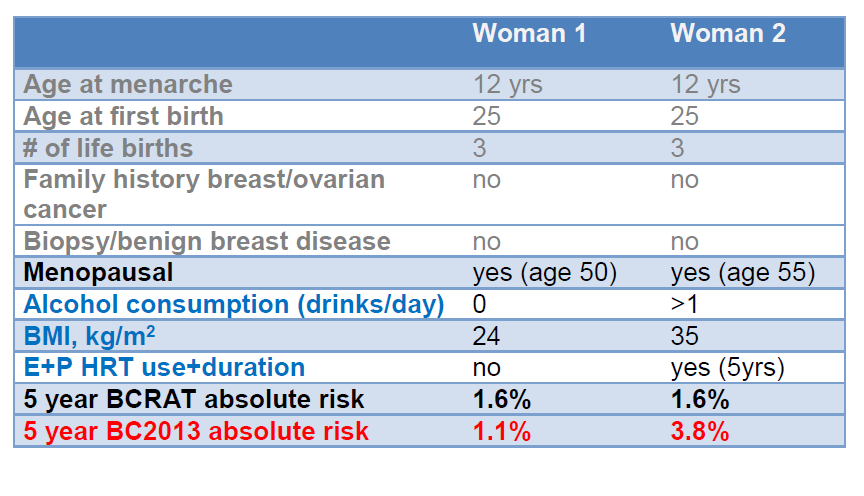 Woman 1 Woman 2
Age at menarche 12 yrs 12 yrs
Age at first birth 25 25
# of life births 3 3
Family history breast/ovarian no no
cancer
Biopsy/benign breast disease no no
Menopausal yes (age 50) yes (age 55)
Alcohol consumption (drinks/day) 0 >1
BMI, kg/m² 24 35
E+P HRT use+duration no yes (5yrs)
5 year BCRAT absolute risk 1.6% 1.6%
5 year BC2013 absolute risk 1.1% 3.8%